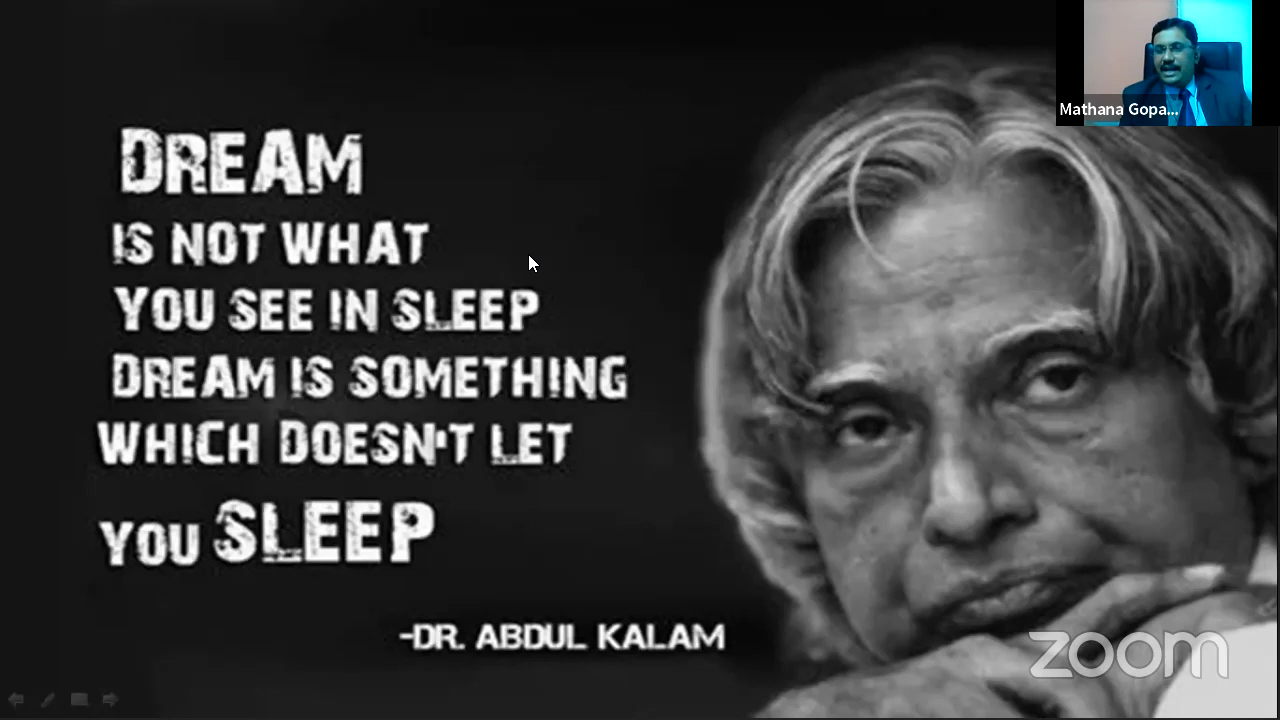 Mathana Gopa...
DREAM
IS NOT WHAT
YOU SEE IN SLEEP
DREAM IS SOMETHING
WHICH DOESN'T LET
YOU SLEEP
-DR. ABDUL KALAM
zoom